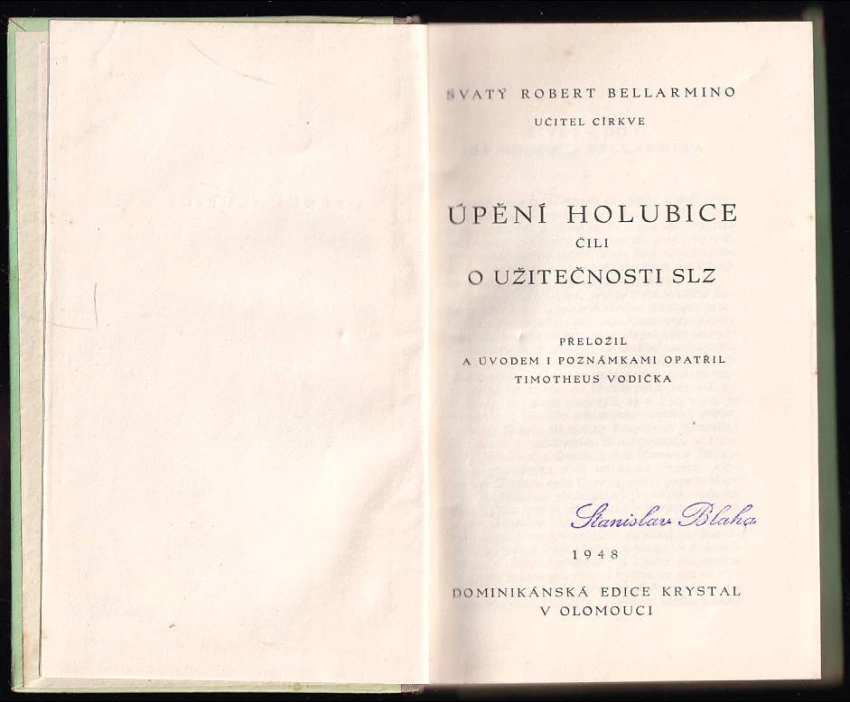 SVATÝ ROBERT BELLARMINO
UČITEL CÍRKVE
ÚPĚNÍ HOLUBICE
ČILI
O UŽITEČNOSTI SLZ
PŘELOŽIL
A ÚVODEM I POZNÁMKAMI OPATŘIL
TIMOTHEUS VODIČKA
Stanislav Blaha
1948
DOMINIKÁNSKÁ EDICE KRYSTAL
V OLOMOUCI